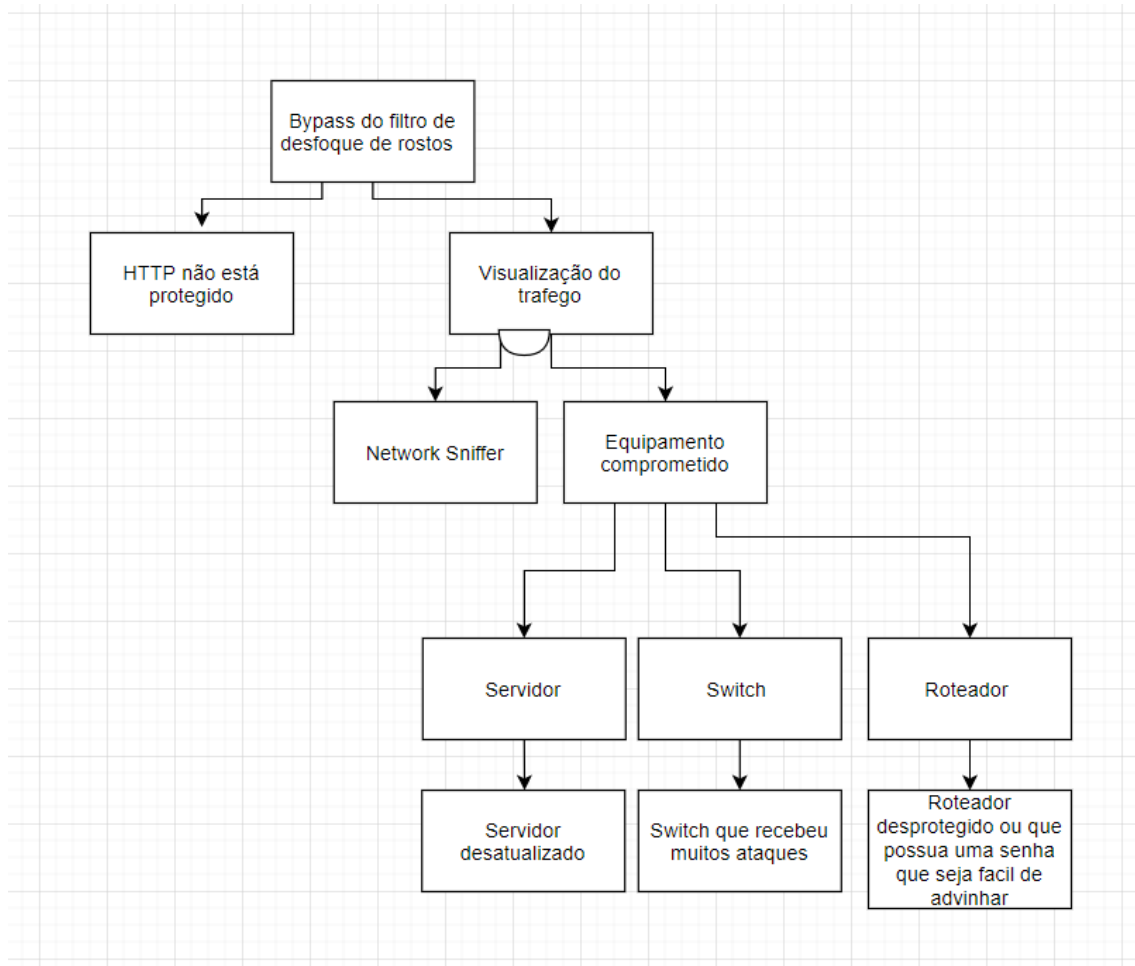 Bypass do filtro de
desfoque de rostos
HTTP não está
protegido
Visualização do
trafego
Network Sniffer
Equipamento
comprometido
Servidor
Switch
Roteador
Servidor
desatualizado
Switch que recebeu
muitos ataques
Roteador
desprotegido ou que
possua uma senha
que seja facil de
advinhar